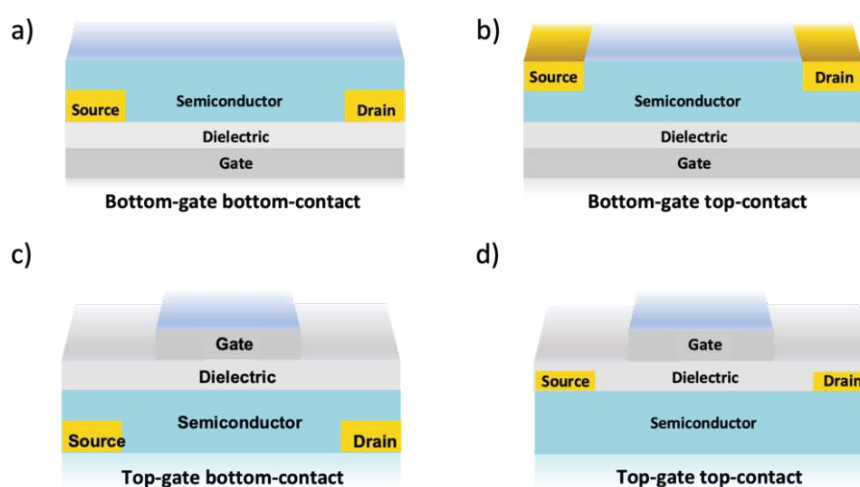 a)
Source
Semiconductor
Drain
Dielectric
Gate
Bottom-gate bottom-contact
b)
Source
Drain
Semiconductor
Dielectric
Gate
Bottom-gate top-contact
c)
Gate
Dielectric
Semiconductor
Source
Drain
Top-gate bottom-contact
d)
Gate
Source
Dielectric
Drain
Semiconductor
Top-gate top-contact